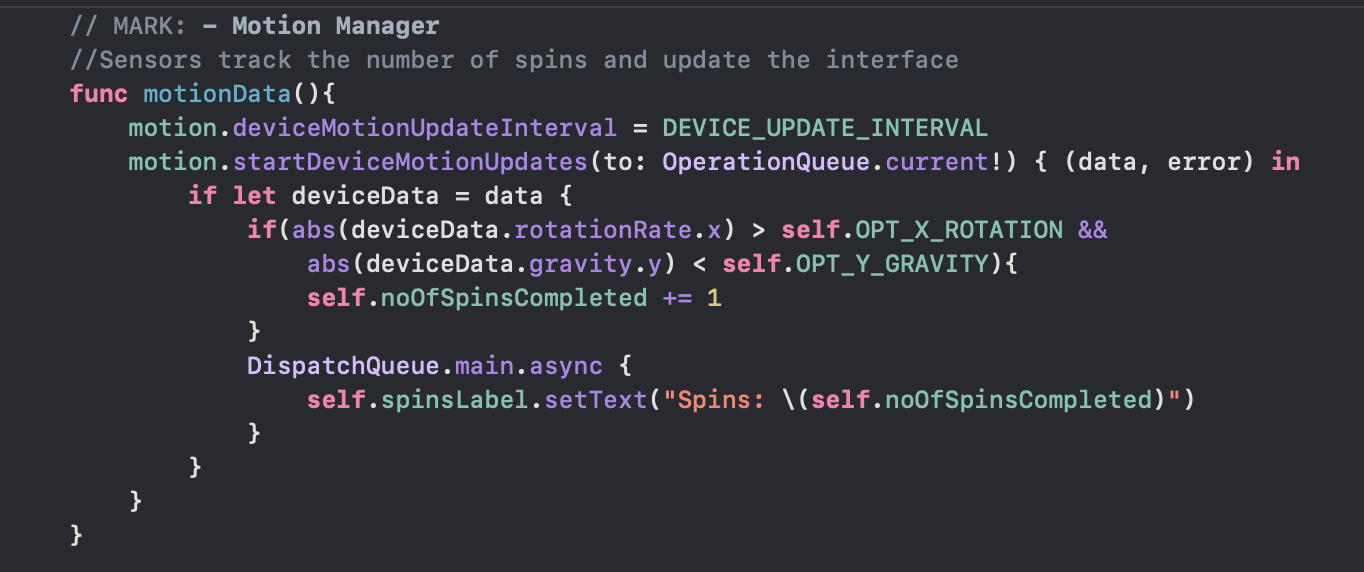 // MARK: - Motion Manager
//Sensors track the number of spins and update the interface
func motionData(){
motion.deviceMotionUpdateInterval = DEVICE_UPDATE_INTERVAL
motion.startDeviceMotionUpdates(to: OperationQueue.current!) { (data, error) in
if let deviceData = data {
if(abs(deviceData.rotationRate.x) > self.OPT_X_ROTATION &&
abs(deviceData.gravity.y) < self.OPT_Y_GRAVITY){
self.noOfSpinsCompleted += 1
}
DispatchQueue.main.async {
self.spinsLabel.setText("Spins: \(self.noOfSpinsCompleted)")
}
}
}
}